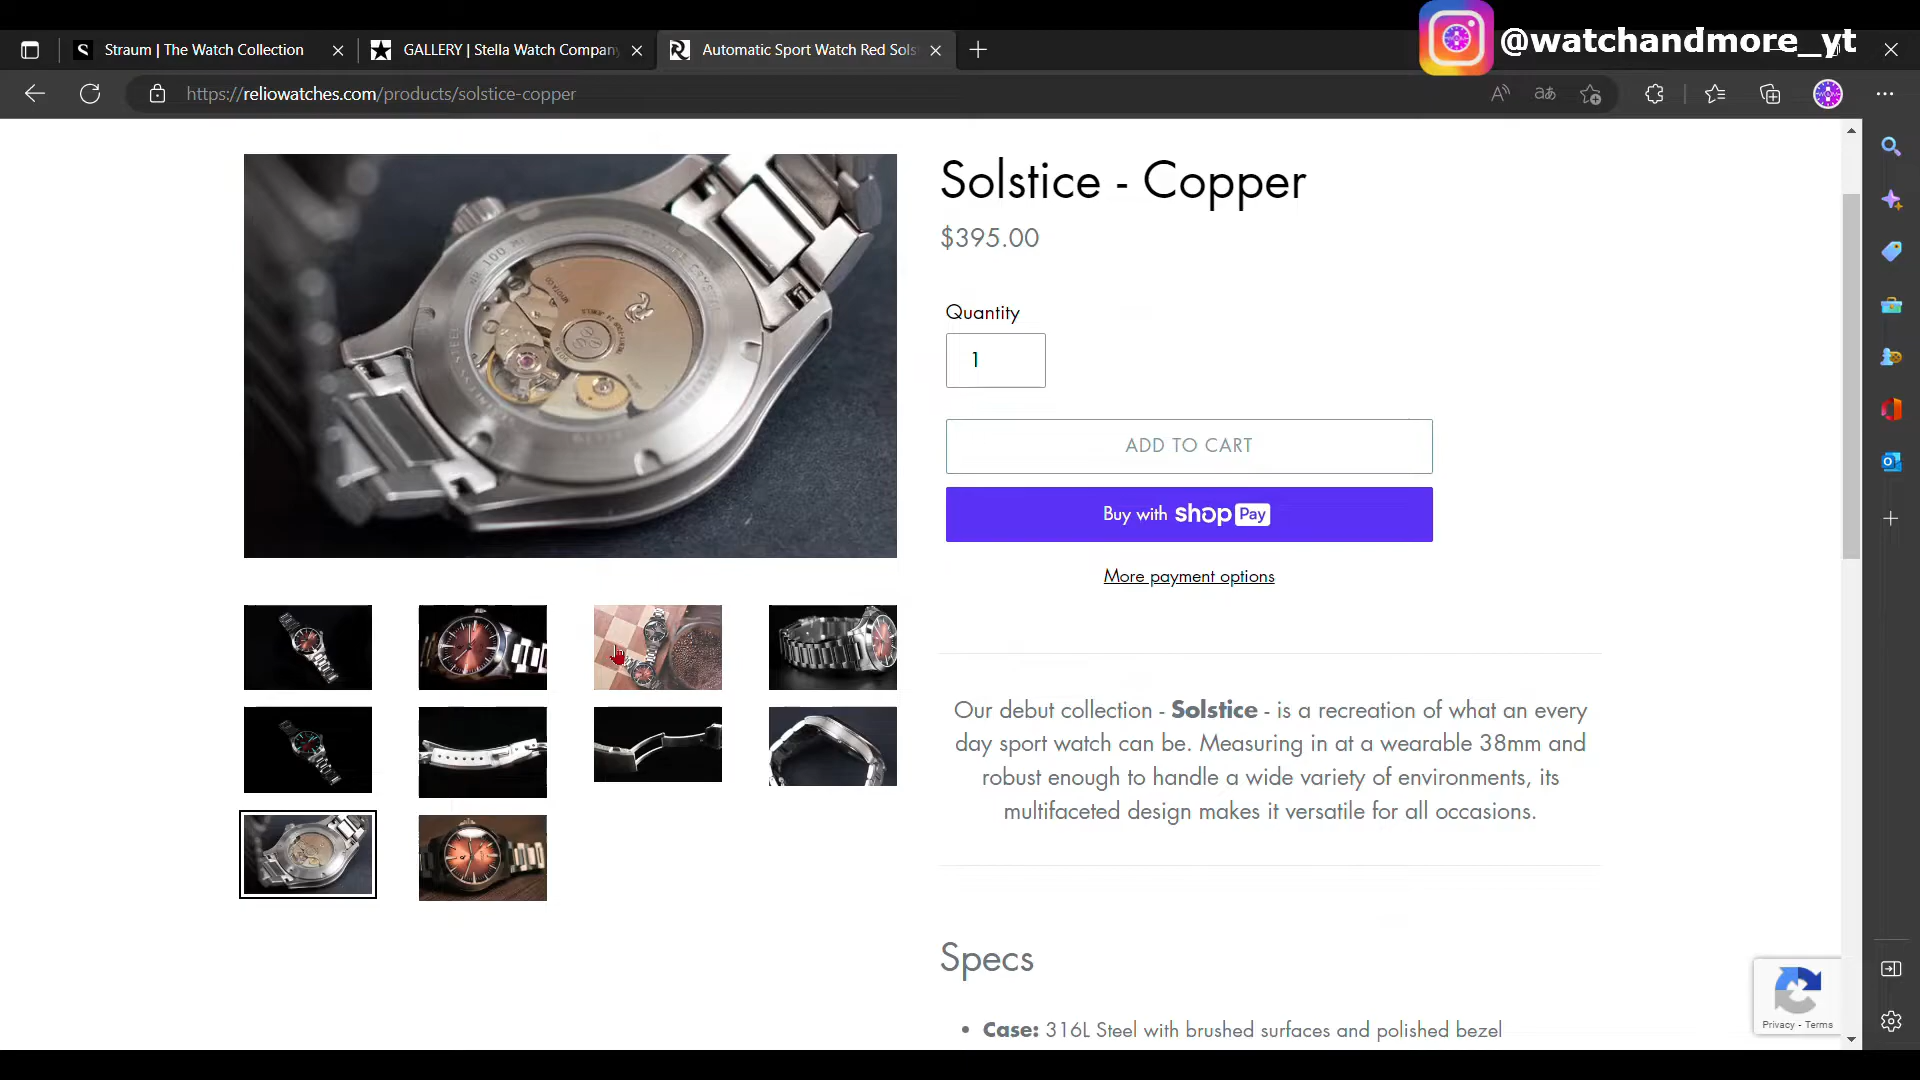 Straum | The Watch Collection
GALLERY | Stella Watch Company
Automatic Sport Watch Red Sols
@watchandmore_yt
https://reliowatches.com/products/solstice-copper
Solstice - Copper
$395.00
Quantity
1
ADD TO CART
Buy with shop Pay
More payment options
Our debut collection - Solstice - is a recreation of what an every
day sport watch can be. Measuring in at a wearable 38mm and
robust enough to handle a wide variety of environments, its
multifaceted design makes it versatile for all occasions.
Specs
• Case: 316L Steel with brushed surfaces and polished bezel
Privacy - Terms